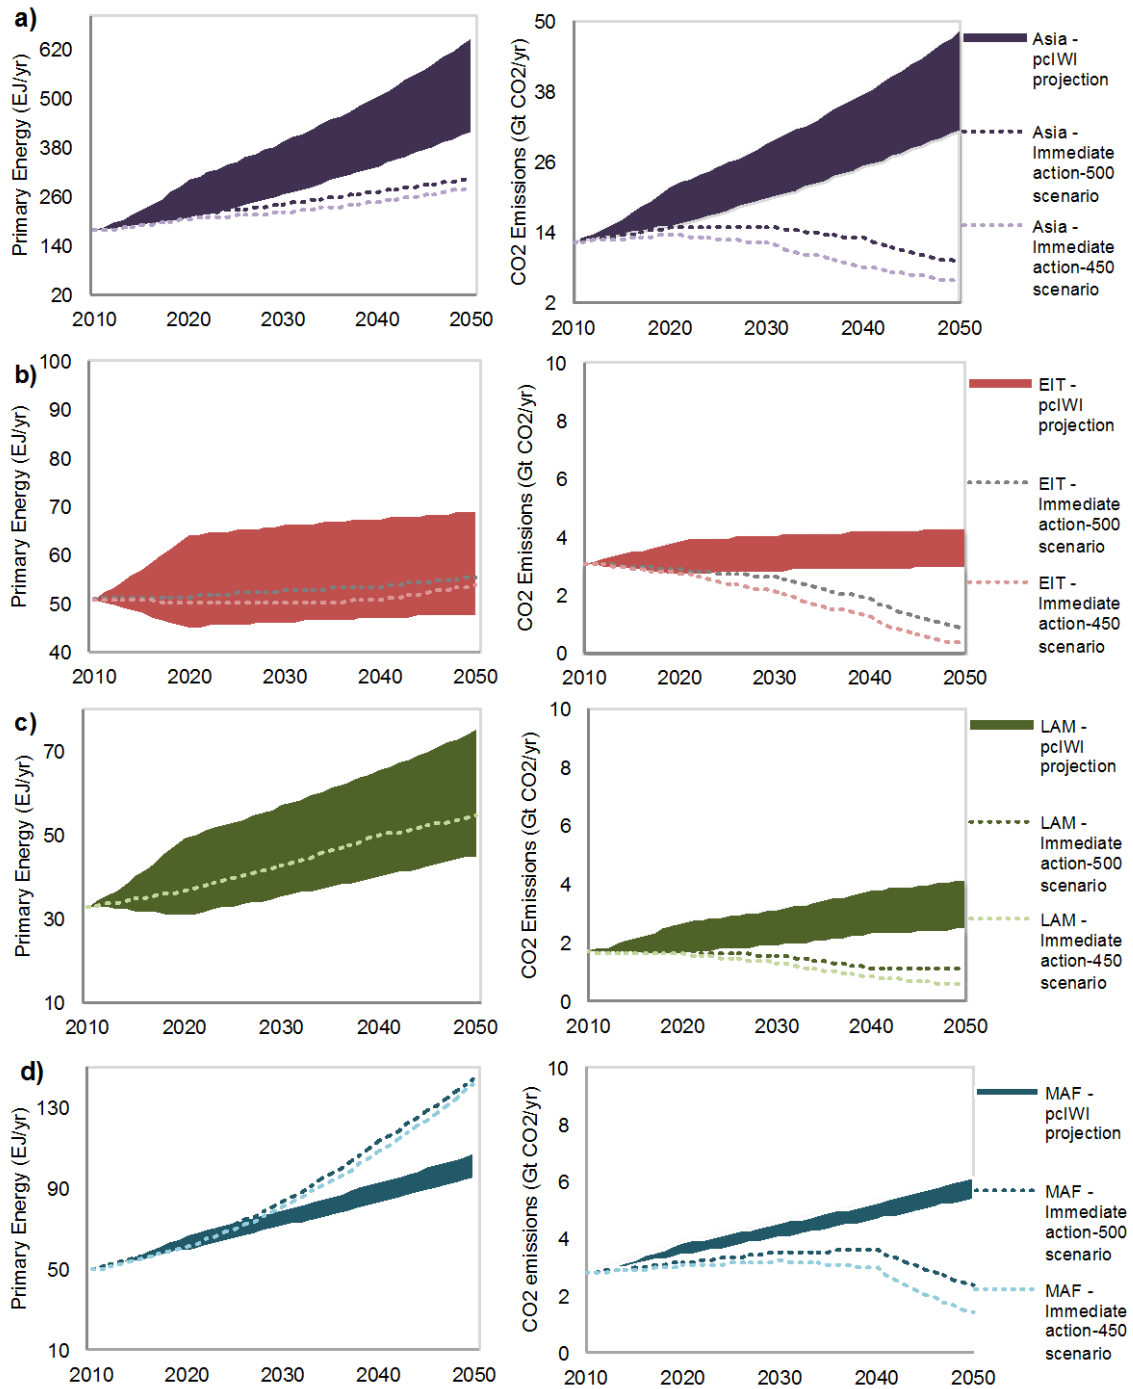 a)
Primary Energy (EJ/yr)
620
500
380
260
140
20
2010 2020 2030 2040 2050
CO2 Emissions (Gt CO2/yr)
50
38
26
14
2
2010 2020 2030 2040 2050
Asia -
pcIWI
projection
Asia -
Immediate
action-500
scenario
Asia -
Immediate
action-450
scenario
b)
Primary Energy (EJ/yr)
100
90
80
70
60
50
40
2010 2020 2030 2040 2050
CO2 Emissions (Gt CO2/yr)
10
8
6
4
2
0
2010 2020 2030 2040 2050
EIT -
pcIWI
projection
EIT -
Immediate
action-500
scenario
EIT -
Immediate
action-450
scenario
c)
Primary Energy (EJ/yr)
70
50
30
10
2010 2020 2030 2040 2050
CO2 Emissions (Gt CO2/yr)
10
8
6
4
2
0
2010 2020 2030 2040 2050
LAM -
pcIWI
projection
LAM -
Immediate
action-500
scenario
LAM -
Immediate
action-450
scenario
d)
Primary Energy (EJ/yr)
130
90
50
10
2010 2020 2030 2040 2050
CO2 emissions (Gt CO2/yr)
10
8
6
4
2
0
2010 2020 2030 2040 2050
MAF -
pcIWI
projection
MAF -
Immediate
action-500
scenario
MAF -
Immediate
action-450
scenario